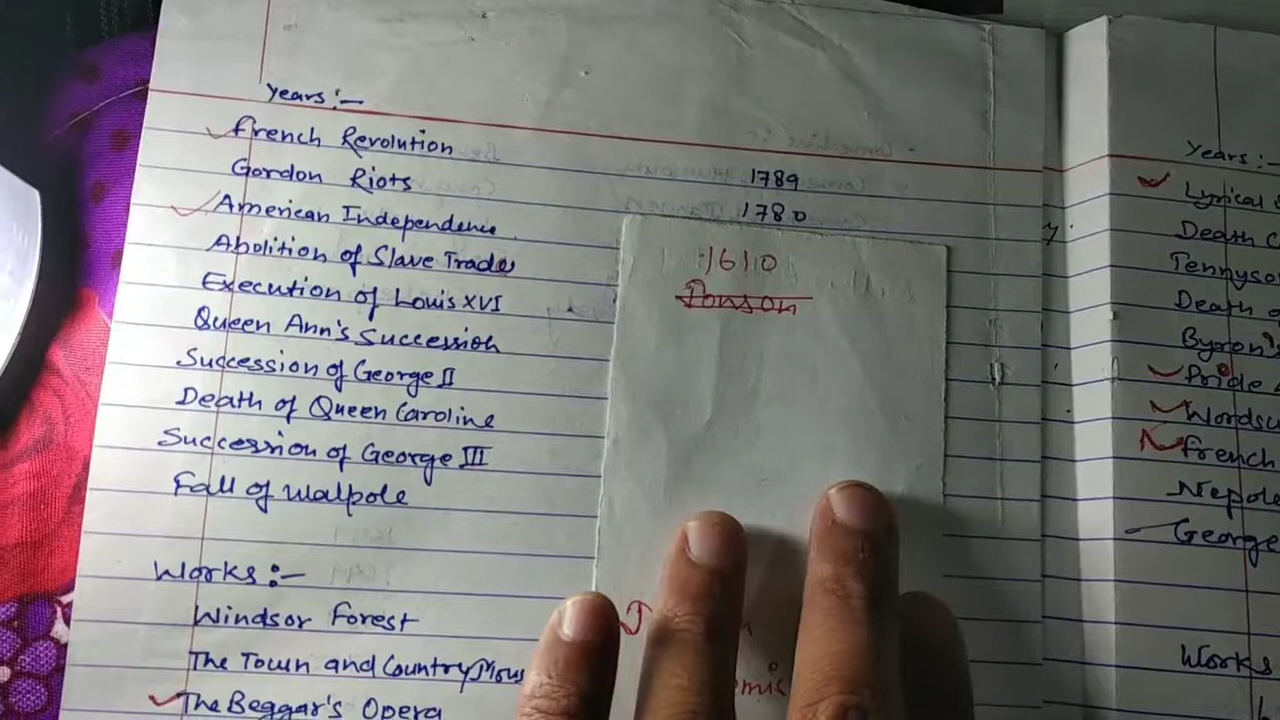 Years :-
French Revolution 1789
Gordon Riots 1780
American Independence
Abolition of Slave Trade
Execution of Louis XVI
Queen Ann's Succession
Succession of George II
Death of Queen Caroline
Succession of George III
Fall of Walpole
Works :-
Windsor Forest
The Town and Country Mous
The Beggar's Opera
1610
Years :-
Lyrical
Death
Tennyso
Death
Byron's
Pride
Wordsw
French
Nepole
George
Works